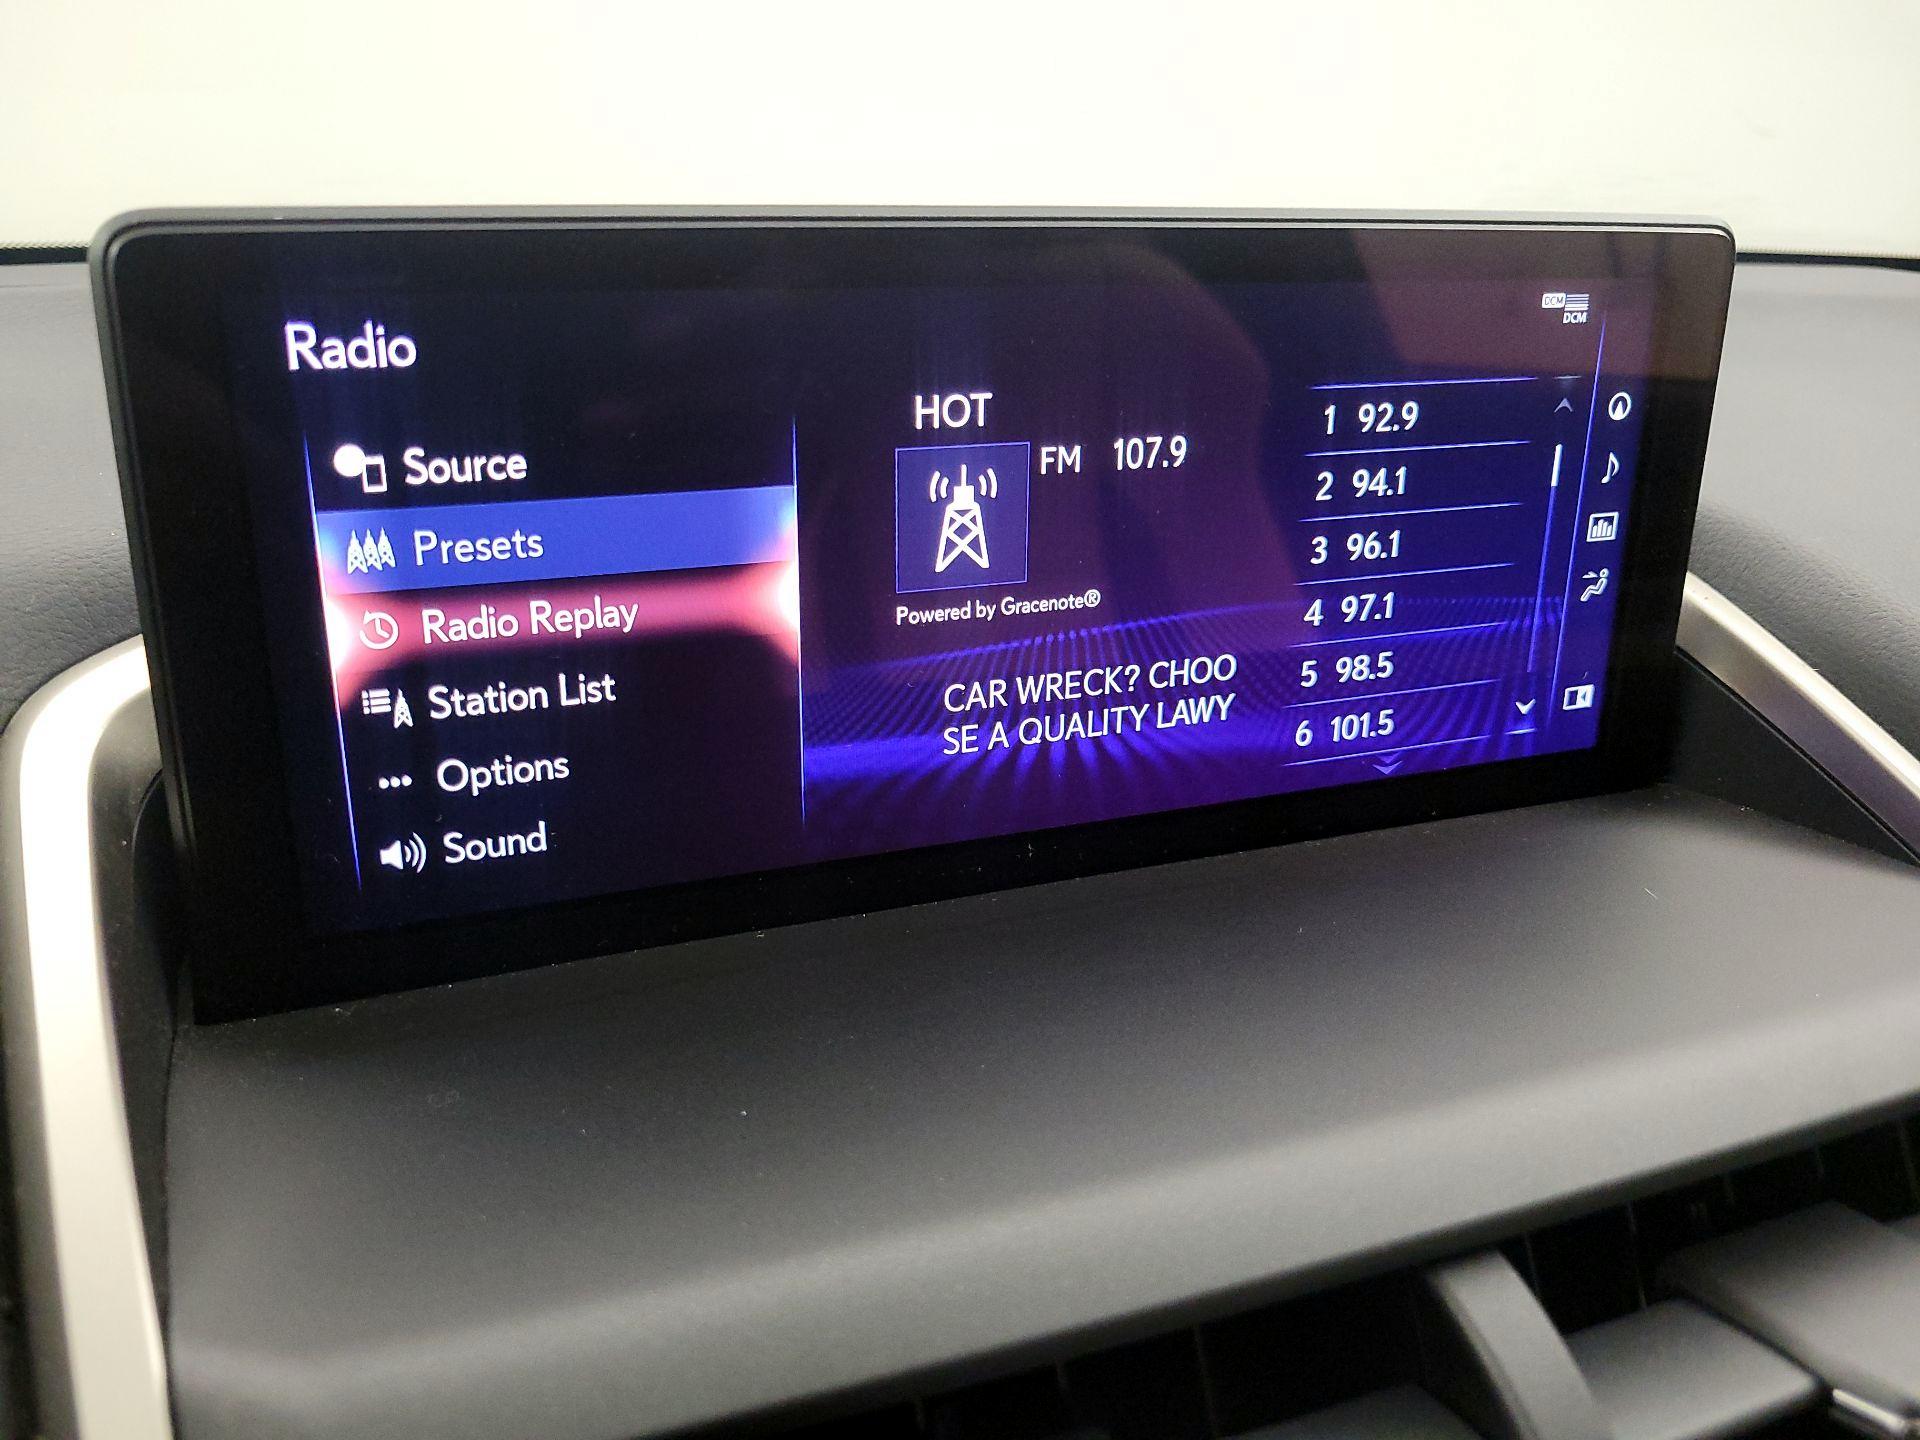 Radio
DCM
DCM
Source
Presets
Radio Replay
Station List
Options
Sound
HOT
FM 107.9
Powered by Gracenote®
CAR WRECK? CHOO
SE A QUALITY LAWY
1 92.9
2 94.1
3 96.1
4 97.1
5 98.5
6 101.5